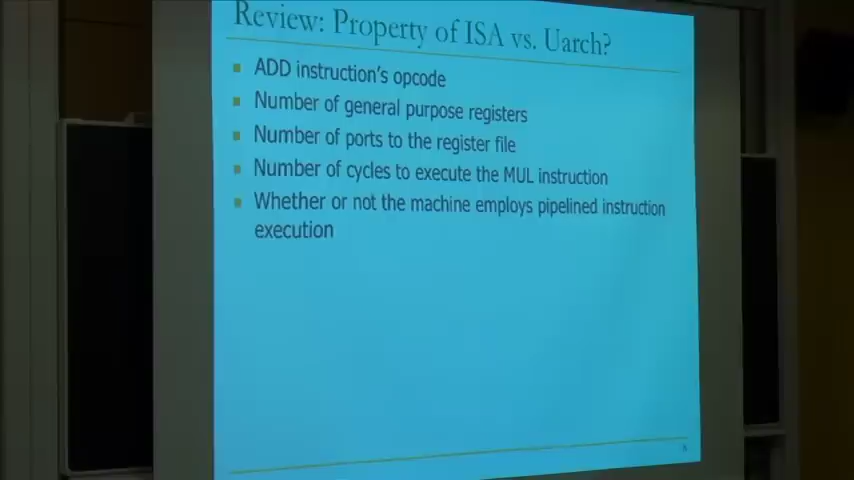 Review: Property of ISA vs. Uarch?
ADD instruction's opcode
Number of general purpose registers
Number of ports to the register file
Number of cycles to execute the MUL instruction
Whether or not the machine employs pipelined instruction
execution